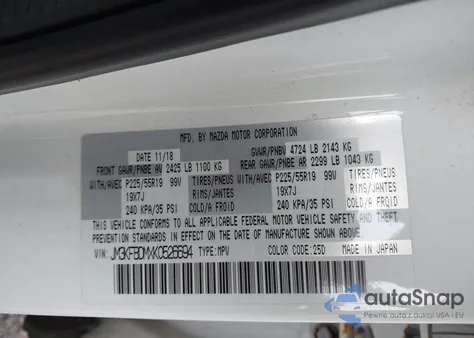 MFD. BY MAZDA MOTOR CORPORATION
DATE 11/18 GVWR/PNBV 4724 LB 2143 KG
FRONT GAWR/PNBE AV 2425 LB 1100 KG REAR GAWR/PNBE AR 2299 LB 1043 KG
WITH/AVEC P225/55R19 99V TIRES/PNEUS WITH/AVEC P225/55R19 99V TIRES/PNEUS
19X7J RIMS/JANTES 19X7J RIMS/JANTES
240 KPA/35 PSI COLD/A FROID 240 KPA/35 PSI COLD/A FROID
THIS VEHICLE CONFORMS TO ALL APPLICABLE FEDERAL MOTOR VEHICLE SAFETY AND THEFT
PREVENTION STANDARDS IN EFFECT ON THE DATE OF MANUFACTURE SHOWN ABOVE.
VIN: TYPE:MPV COLOR CODE:25D MADE IN JAPAN
autoSnap
Pewne auta z aukcji USA i EU